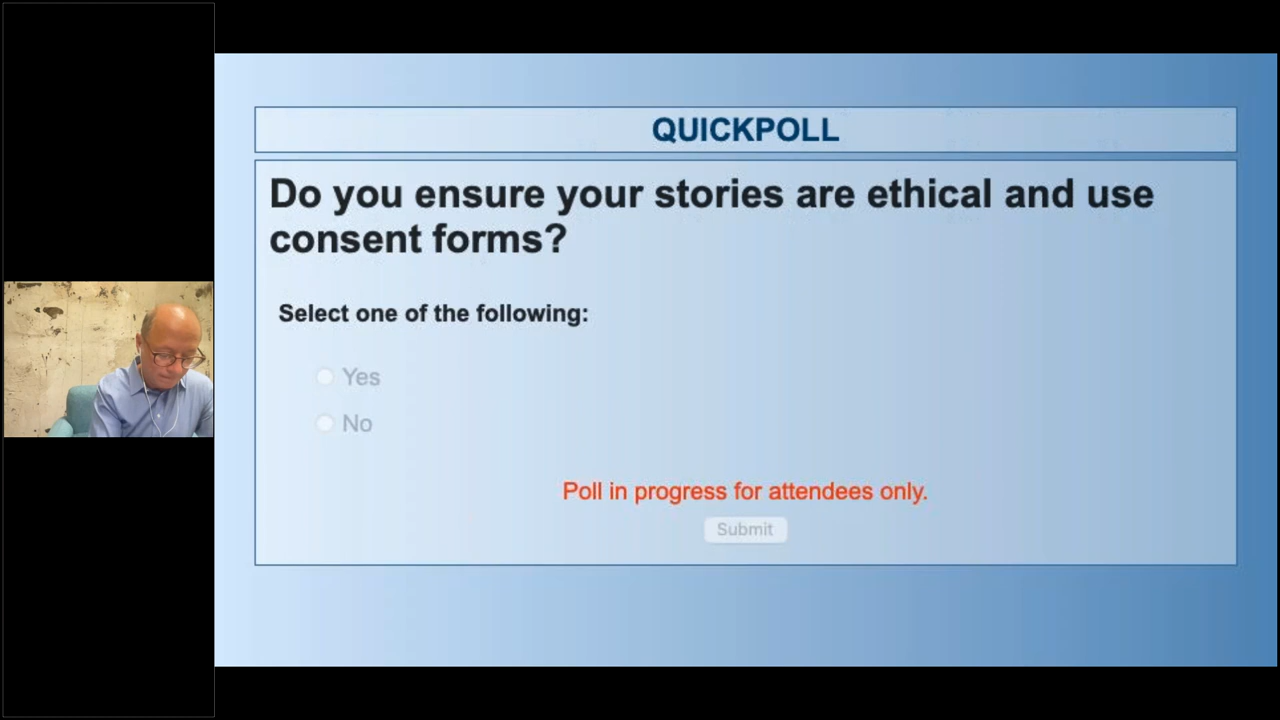 QUICKPOLL
Do you ensure your stories are ethical and use
consent forms?
Select one of the following:
Yes
No
Poll in progress for attendees only.
Submit